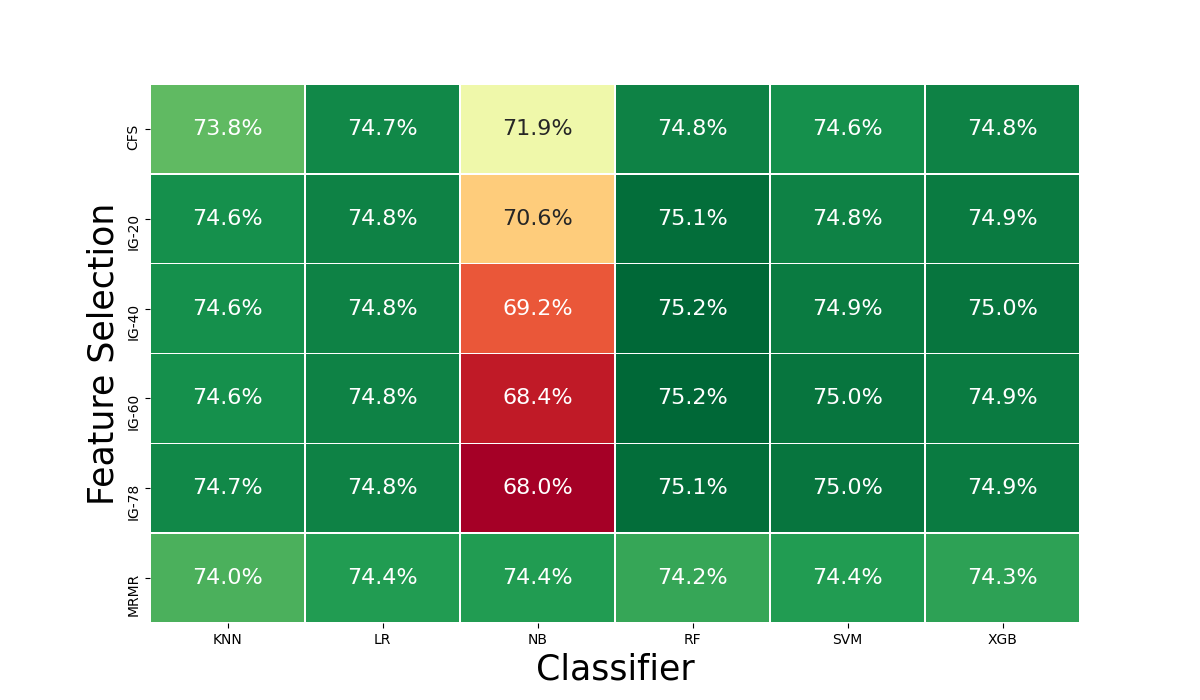 Feature Selection
CFS 73.8% 74.7% 71.9% 74.8% 74.6% 74.8%
IG-20 74.6% 74.8% 70.6% 75.1% 74.8% 74.9%
IG-40 74.6% 74.8% 69.2% 75.2% 74.9% 75.0%
IG-60 74.6% 74.8% 68.4% 75.2% 75.0% 74.9%
IG-78 74.7% 74.8% 68.0% 75.1% 75.0% 74.9%
MRMR 74.0% 74.4% 74.4% 74.2% 74.4% 74.3%
KNN LR NB RF SVM XGB
Classifier